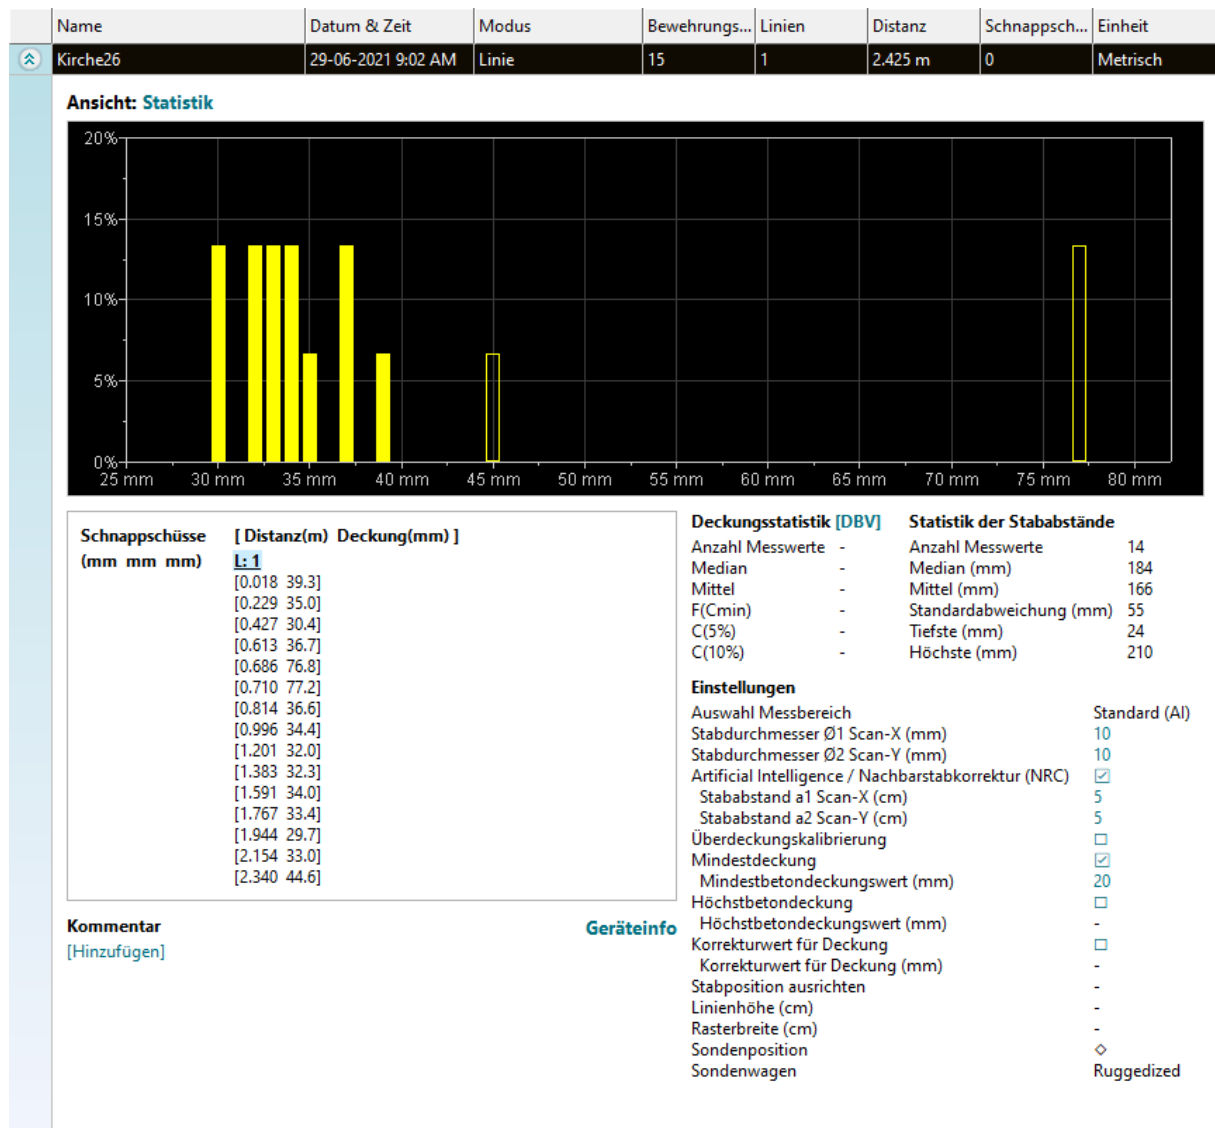 Name Datum & Zeit Modus Bewehrungs... Linien Distanz Schnappsch... Einheit
Kirche26 29-06-2021 9:02 AM Linie 15 1 2.425 m 0 Metrisch
Ansicht: Statistik
20%
15%
10%
5%
0%
25 mm 30 mm 35 mm 40 mm 45 mm 50 mm 55 mm 60 mm 65 mm 70 mm 75 mm 80 mm
Schnappschüsse [ Distanz(m) Deckung(mm) ]
(mm mm mm) L: 1
[0.018 39.3]
[0.229 35.0]
[0.427 30.4]
[0.613 36.7]
[0.686 76.8]
[0.710 77.2]
[0.814 36.6]
[0.996 34.4]
[1.201 32.0]
[1.383 32.3]
[1.591 34.0]
[1.767 33.4]
[1.944 29.7]
[2.154 33.0]
[2.340 44.6]
Kommentar Geräteinfo
[Hinzufügen]
Deckungsstatistik [DBV] Statistik der Stababstände
Anzahl Messwerte - Anzahl Messwerte 14
Median - Median (mm) 184
Mittel - Mittel (mm) 166
F(Cmin) - Standardabweichung (mm) 55
C(5%) - Tiefste (mm) 24
C(10%) - Höchste (mm) 210
Einstellungen
Auswahl Messbereich Standard (AI)
Stabdurchmesser Ø1 Scan-X (mm) 10
Stabdurchmesser Ø2 Scan-Y (mm) 10
Artificial Intelligence / Nachbarstabkorrektur (NRC)
Stababstand a1 Scan-X (cm) 5
Stababstand a2 Scan-Y (cm) 5
Überdeckungskalibrierung
Mindestdeckung
Mindestbetondeckungswert (mm) 20
Höchstbetondeckung
Höchstbetondeckungswert (mm) -
Korrekturwert für Deckung
Korrekturwert für Deckung (mm) -
Stabposition ausrichten -
Linienhöhe (cm) -
Rasterbreite (cm) -
Sondenposition
Sondenwagen Ruggedized